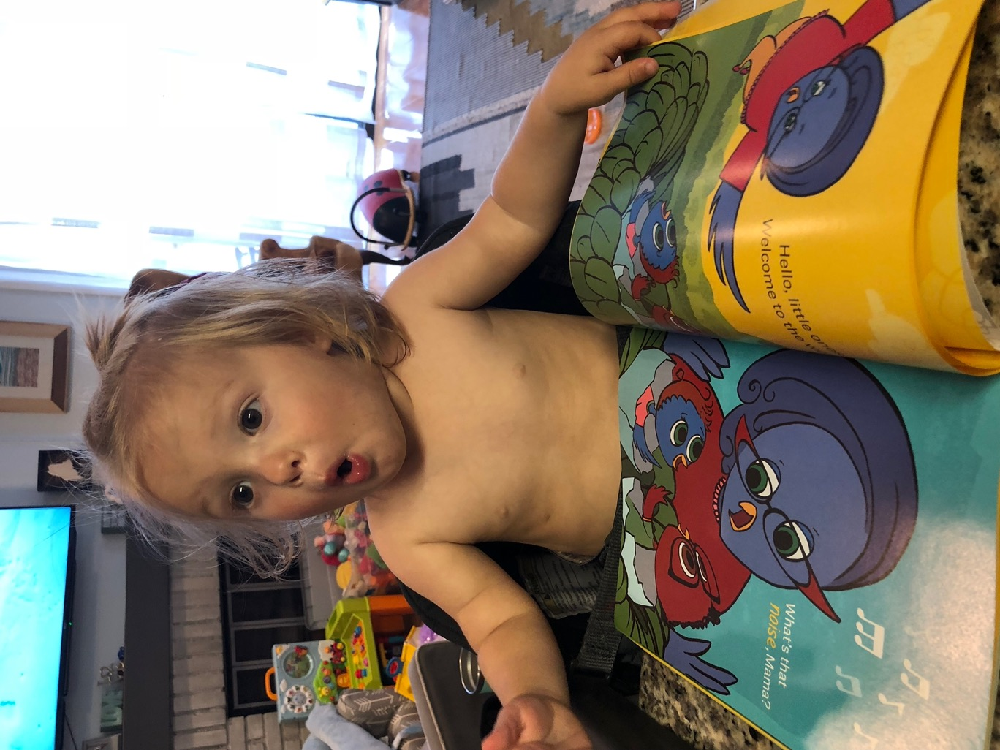 Hello, little
Welcome to the
What's that
noise, Mama?